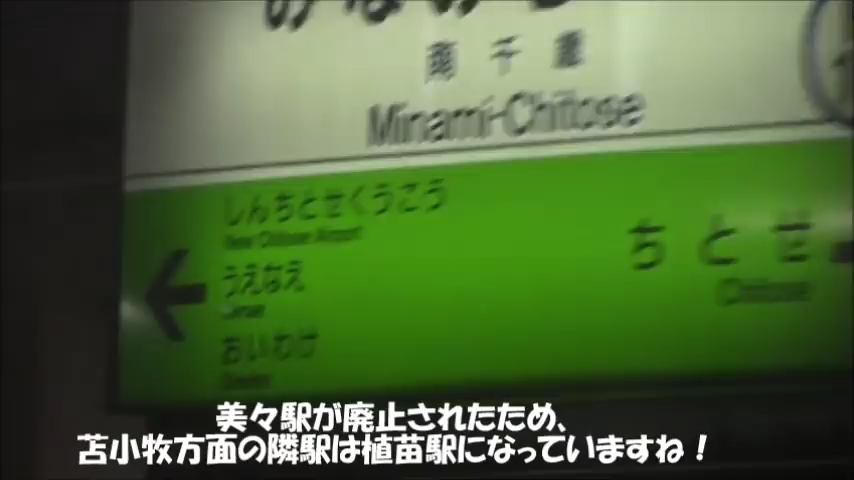 南千歳
Minami-Chitose
しんちとせくうこう
New Chitose Airport
うえなえ
おいわけ
ちとせ
Chitose
美々駅が廃止されたため、
苫小牧方面の隣駅は植苗駅になっていますね！